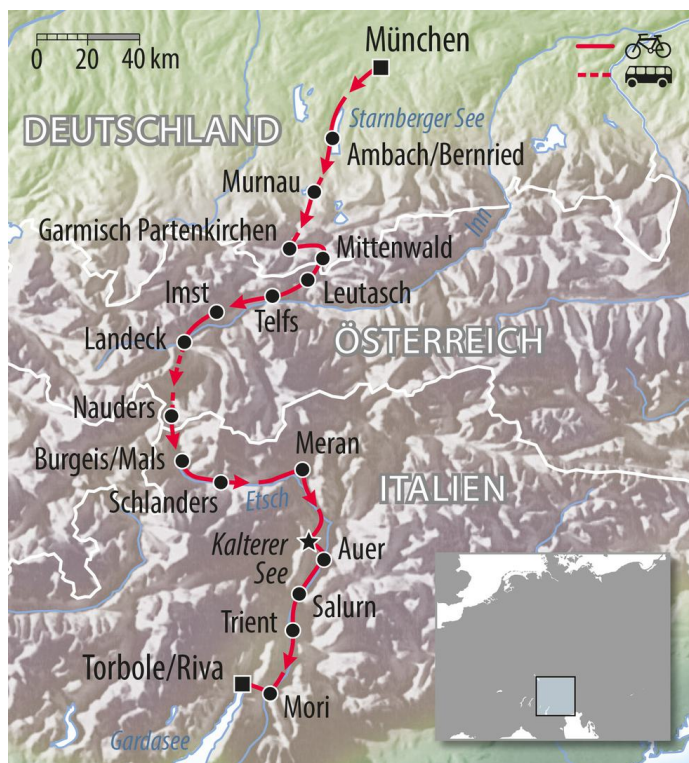 München
0 20 40 km
DEUTSCHLAND
Starnberger See
Ambach/Bernried
Murnau
Garmisch Partenkirchen
Inn
Mittenwald
Imst
Leutasch
Telfs
Landeck
ÖSTERREICH
Nauders
Meran
Burgeis/Mals
Schlanders
Etsch
ITALIEN
Kalterer
See
Auer
Salurn
Trient
Torbole/Riva
Mori
Gardasee